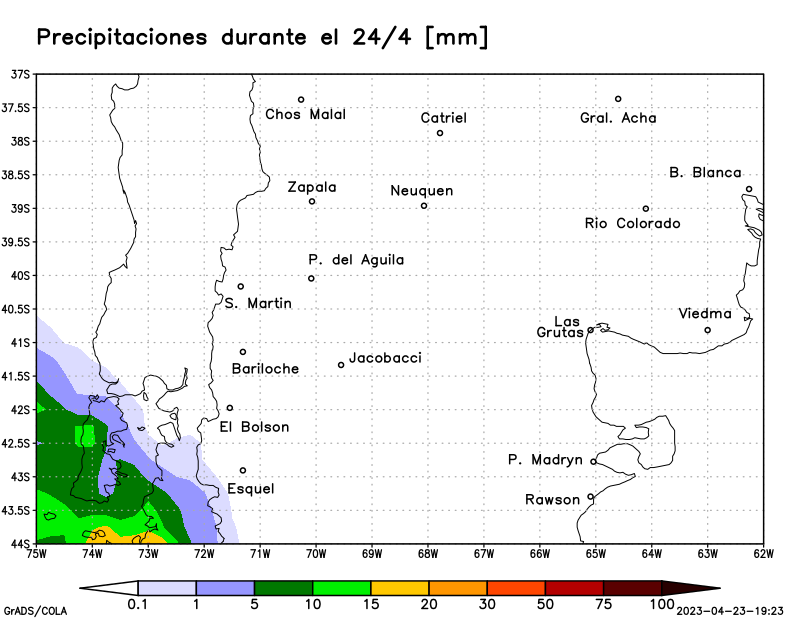 Precipitaciones durante el 24/4 [mm]
37S
37.5S
38S
38.5S
39S
39.5S
40S
40.5S
41S
41.5S
42S
42.5S
43S
43.5S
44S
Chos Malal
Catriel
Gral. Acha
B. Blanca
Zapala
Neuquen
Rio Colorado
P. del Aguila
S. Martin
Viedma
Las
Grutas
Bariloche
Jacobacci
El Bolson
P. Madryn
Esquel
Rawson
75W 74W 73W 72W 71W 70W 69W 68W 67W 66W 65W 64W 63W 62W
0.1 1 5 10 15 20 30 50 75 100
GrADS/COLA
2023-04-23-19:23